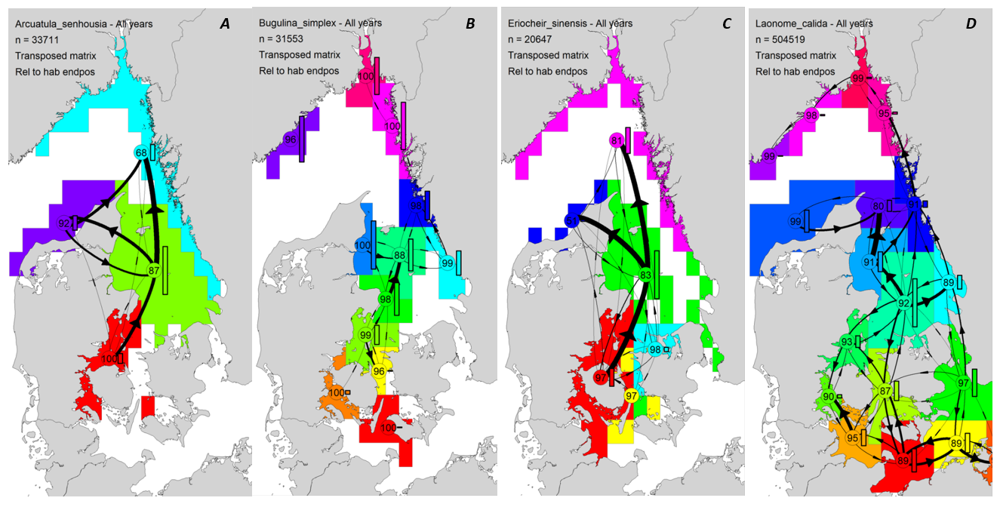 Arcuatula_senhousia - All years
A
n = 33711
Transposed matrix
Rel to hab endpos
68
92
87
100
Bugulina_simplex - All years
B
n = 31553
Transposed matrix
Rel to hab endpos
100
100
96
98
100
88
99
98
99
96
100
100
Eriocheir_sinensis - All years
C
n = 20647
Transposed matrix
Rel to hab endpos
81
51
83
98
97
97
Laonome_calida - All years
D
n = 504519
Transposed matrix
Rel to hab endpos
99
98
95
99
80
91
99
91
89
92
93
97
87
90
95
89
89